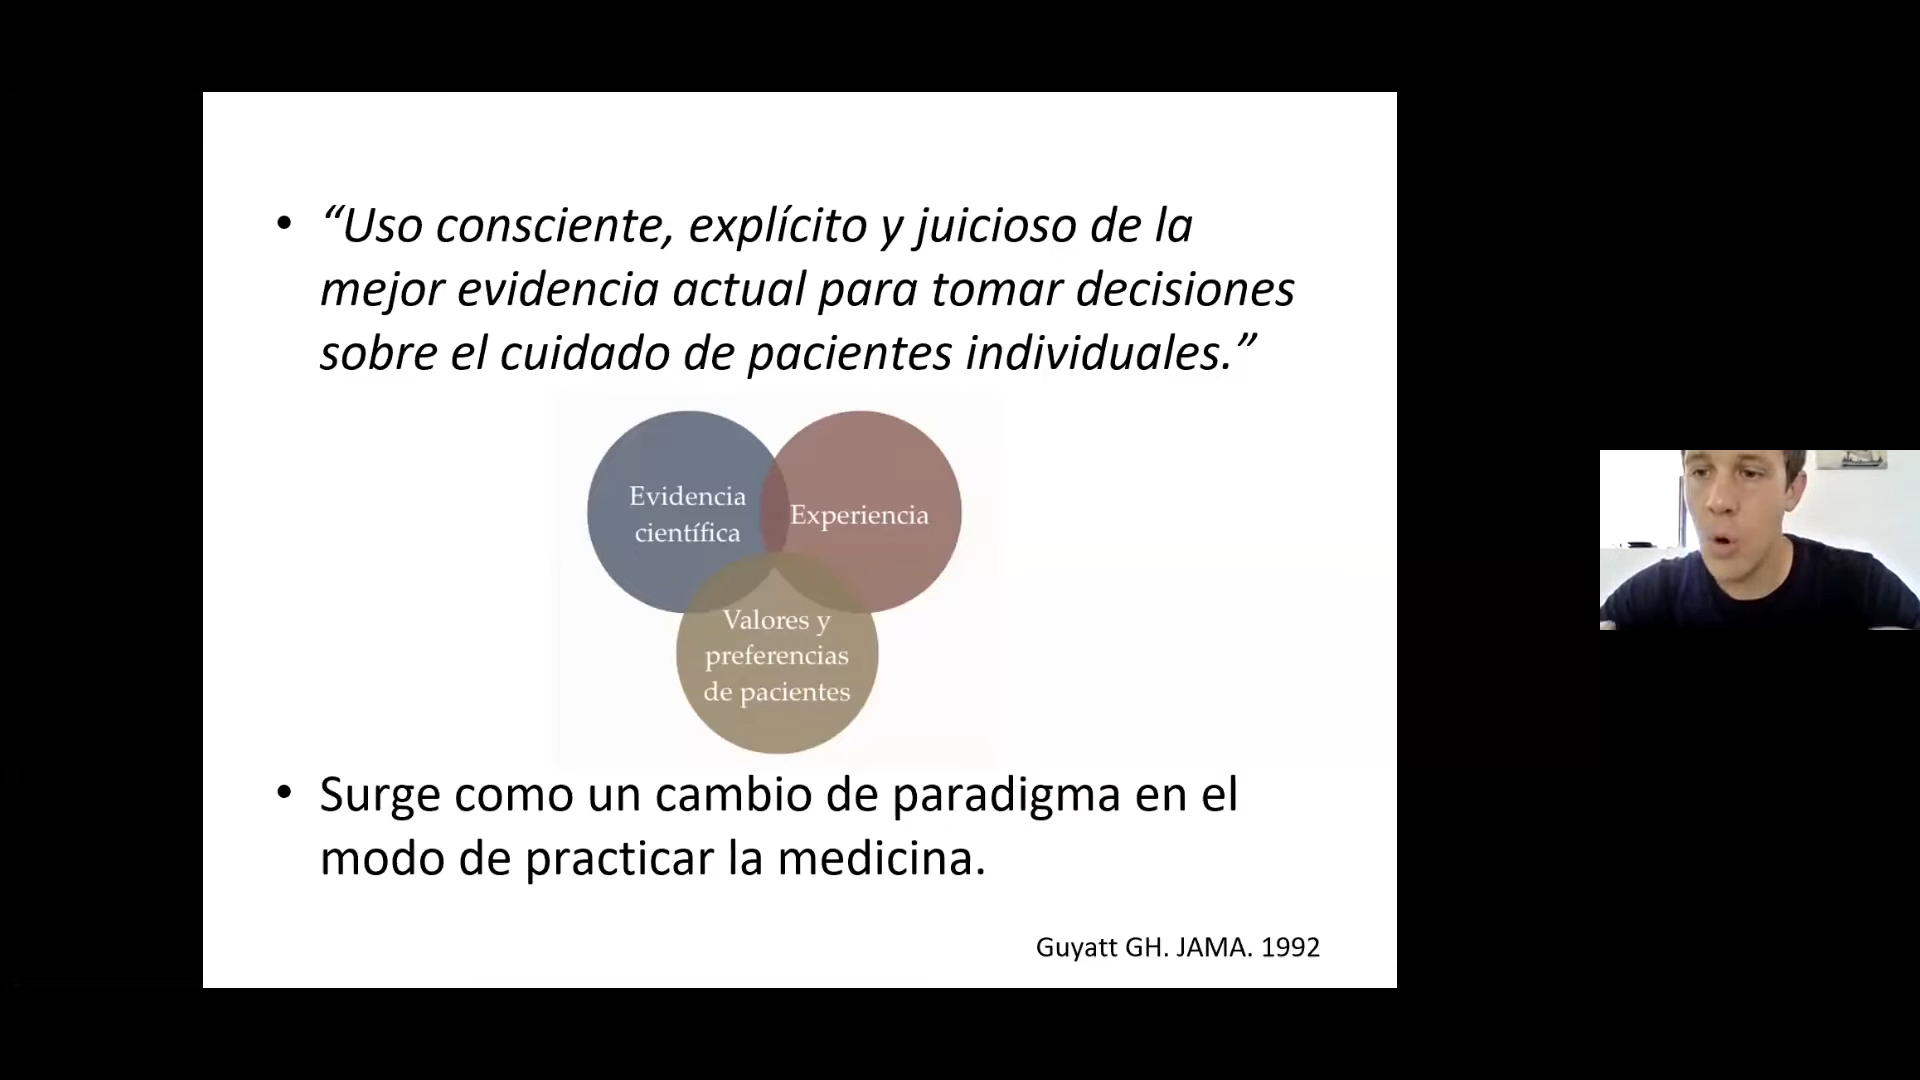 • “Uso consciente, explícito y juicioso de la
mejor evidencia actual para tomar decisiones
sobre el cuidado de pacientes individuales.”
Evidencia
científica
Experiencia
Valores y
preferencias
de pacientes
• Surge como un cambio de paradigma en el
modo de practicar la medicina.
Guyatt GH. JAMA. 1992